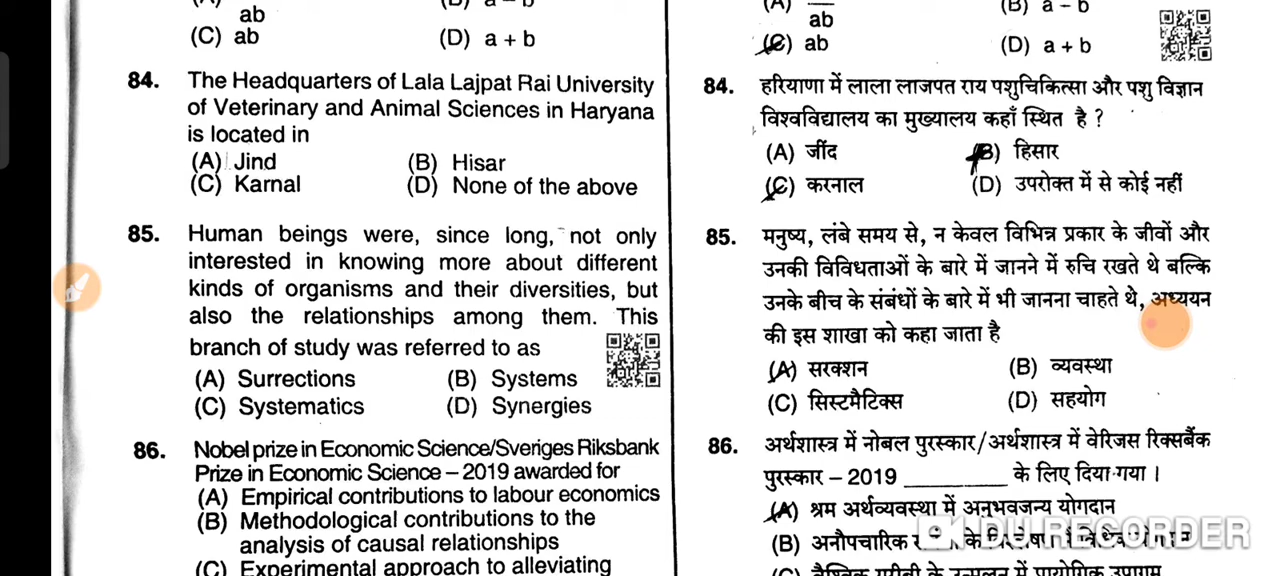 ab
(C) ab
(D) a + b
84. The Headquarters of Lala Lajpat Rai University
of Veterinary and Animal Sciences in Haryana
is located in
(A) Jind
(B) Hisar
(C) Karnal
(D) None of the above
85. Human beings were, since long, not only
interested in knowing more about different
kinds of organisms and their diversities, but
also the relationships among them. This
branch of study was referred to as
(A) Surrections
(B) Systems
(C) Systematics
(D) Synergies
86. Nobel prize in Economic Science/Sveriges Riksbank
Prize in Economic Science – 2019 awarded for
(A) Empirical contributions to labour economics
(B) Methodological contributions to the
analysis of causal relationships
(C) Experimental approach to alleviating
(A)
ab
(B) a – b
(C) ab
(D) a + b
84. हरियाणा में लाला लाजपत राय पशुचिकित्सा और पशु विज्ञान
विश्वविद्यालय का मुख्यालय कहाँ स्थित है ?
(A) जींद
(B) हिसार
(C) करनाल
(D) उपरोक्त में से कोई नहीं
85. मनुष्य, लंबे समय से, न केवल विभिन्न प्रकार के जीवों और
उनकी विविधताओं के बारे में जानने में रुचि रखते थे बल्कि
उनके बीच के संबंधों के बारे में भी जानना चाहते थे, अध्ययन
की इस शाखा को कहा जाता है
(A) सरक्शन
(B) व्यवस्था
(C) सिस्टमैटिक्स
(D) सहयोग
86. अर्थशास्त्र में नोबल पुरस्कार/अर्थशास्त्र में वेरिजस रिक्सबैंक
पुरस्कार – 2019 ________ के लिए दिया गया ।
(A) श्रम अर्थव्यवस्था में अनुभवजन्य योगदान
(B) अनौपचारिक
(C) वैश्विक गरीबी के उन्मूलन में प्रायोगिक उपागम
DU RECORDER